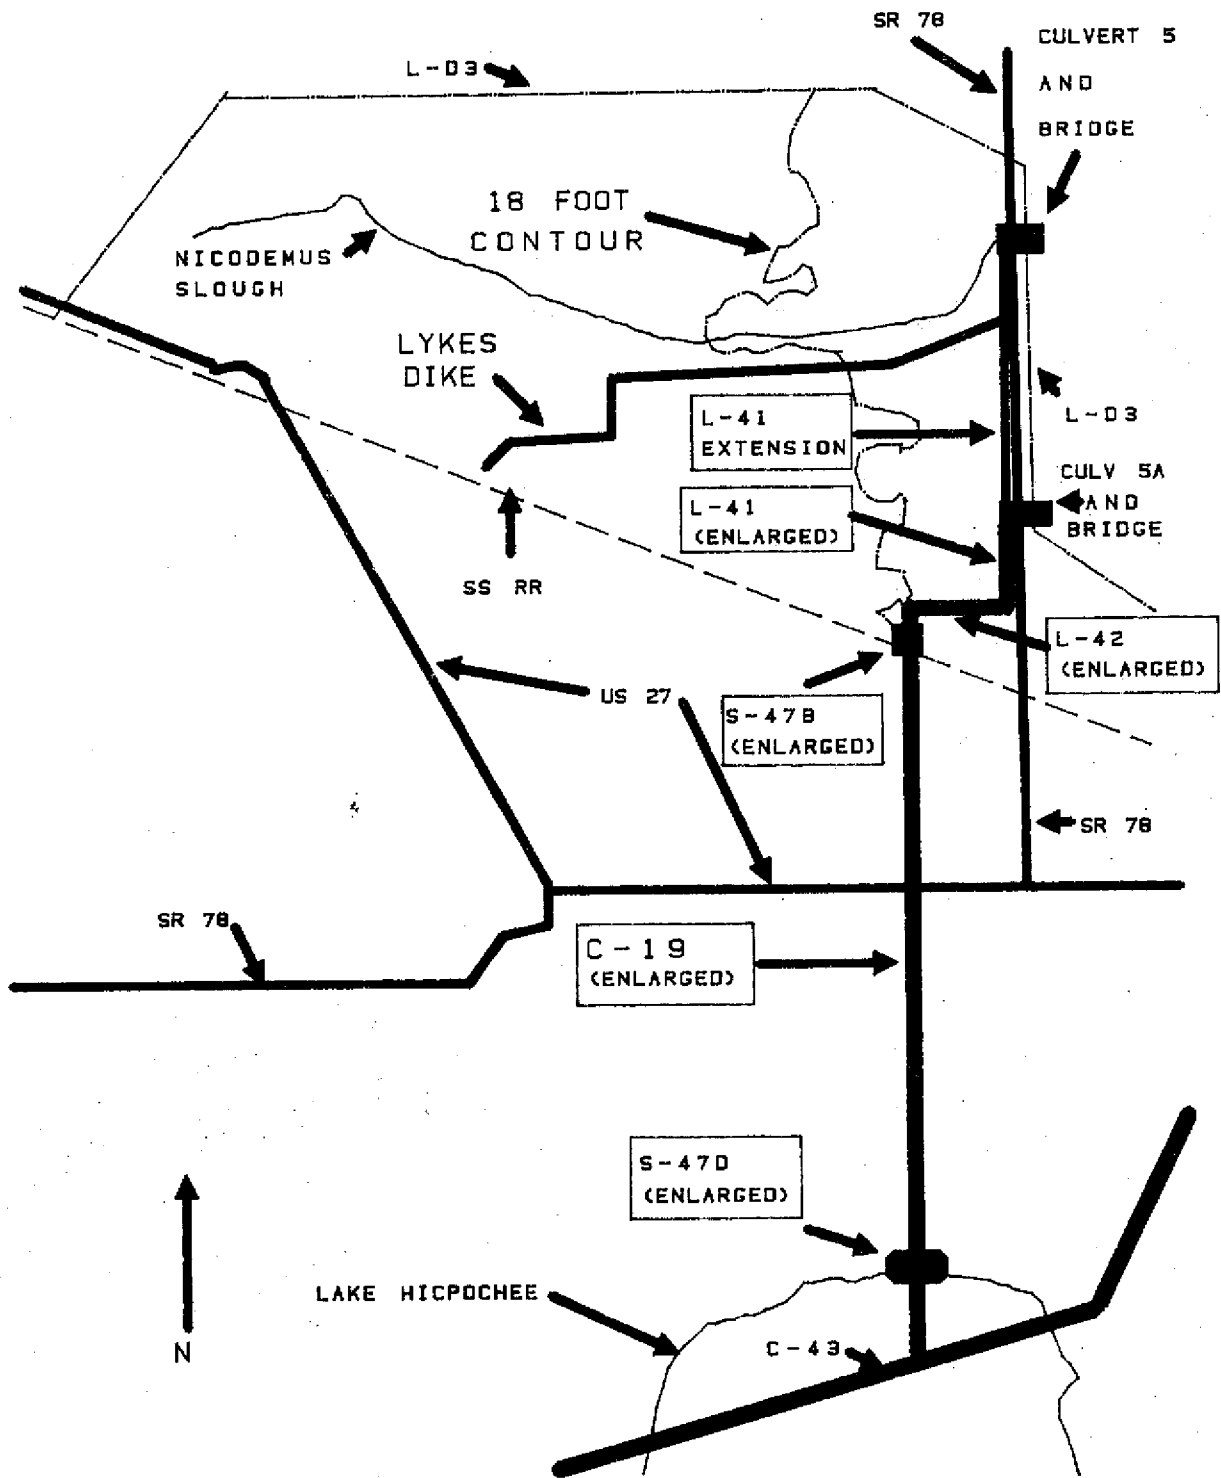 SR 78
CULVERT 5
AND
BRIDGE
L-D3
18 FOOT
CONTOUR
NICODEMUS
SLOUGH
LYKES
DIKE
L-41
EXTENSION
L-D3
CULV 5A
AND
BRIDGE
L-41
(ENLARGED)
SS RR
L-42
(ENLARGED)
US 27
S-47B
(ENLARGED)
SR 78
SR 78
C-19
(ENLARGED)
S-47D
(ENLARGED)
LAKE HICPOCHEE
N
C-43